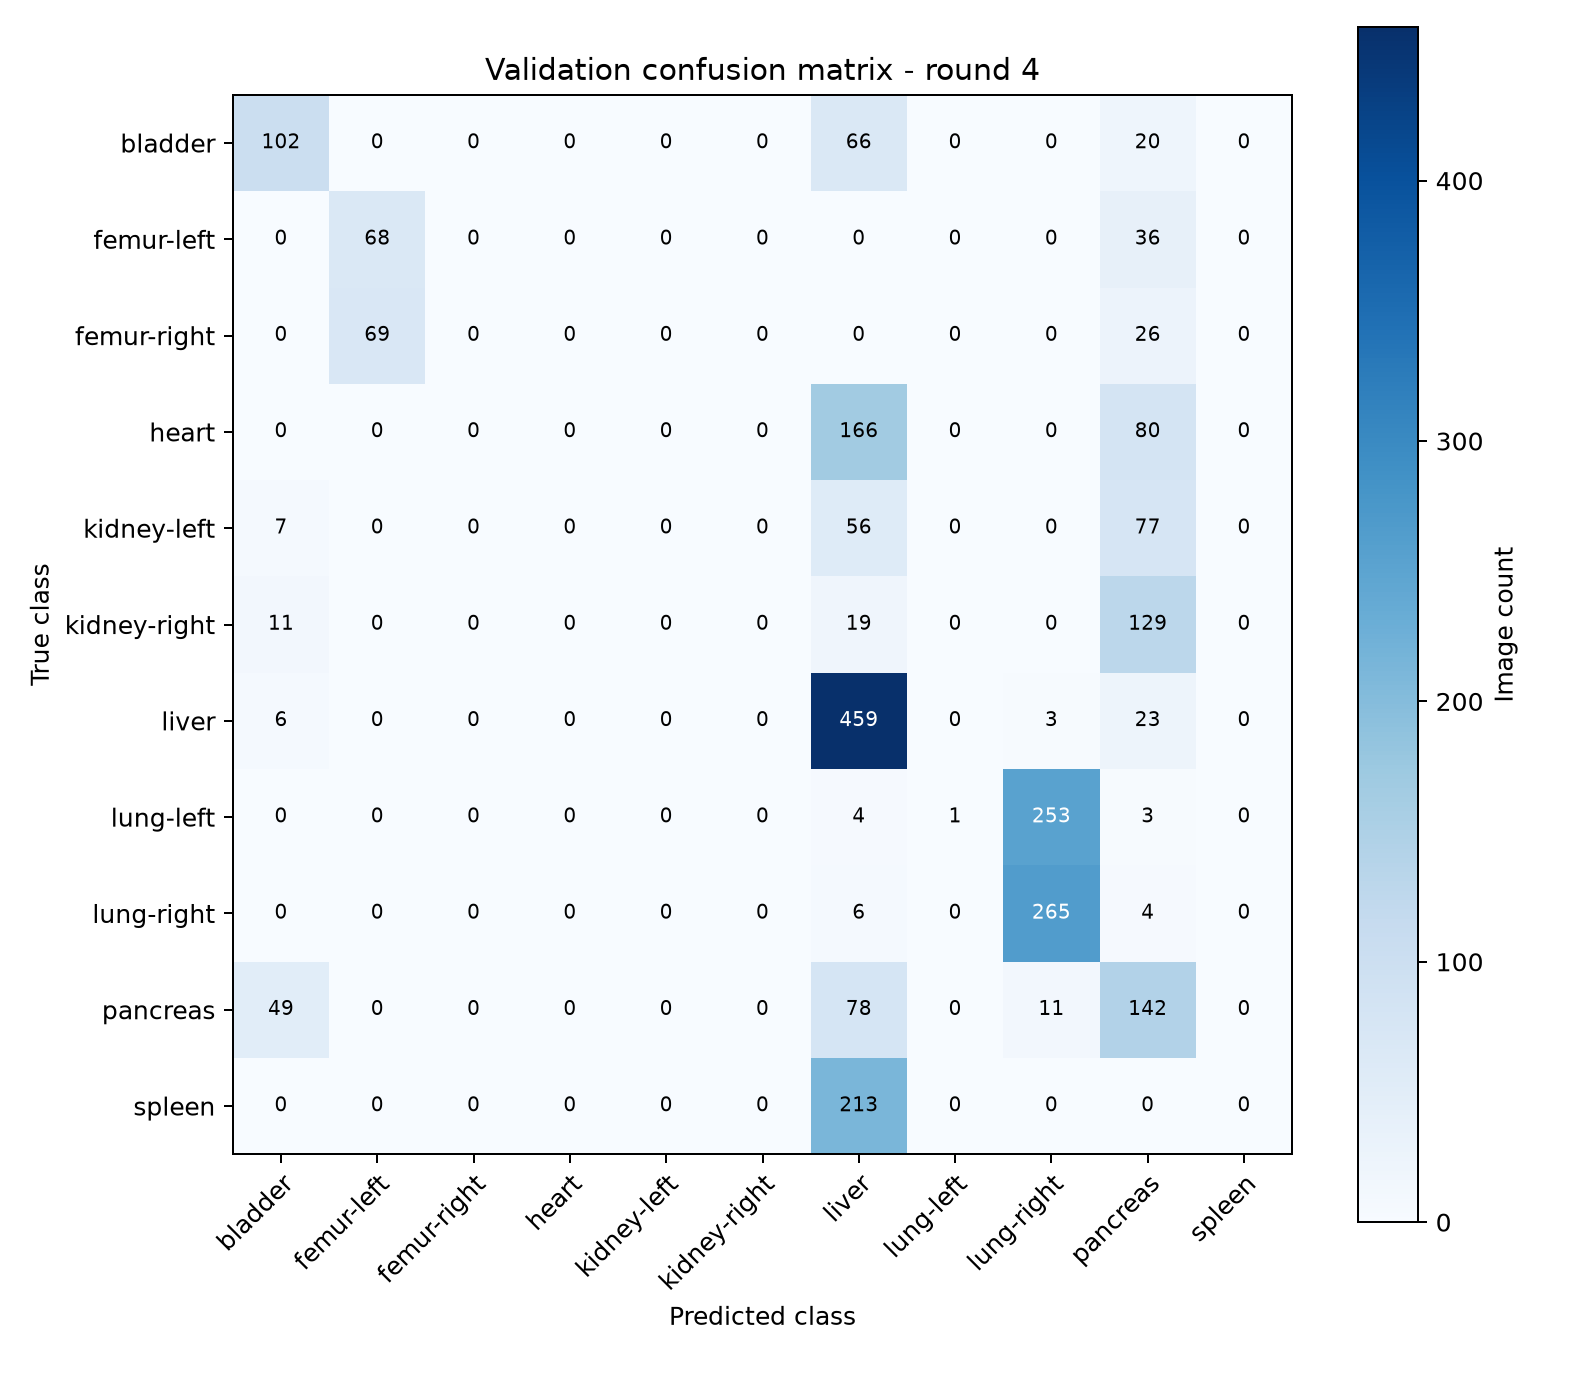 Validation confusion matrix - round 4
bladder 102 0 0 0 0 0 66 0 0 20 0
femur-left 0 68 0 0 0 0 0 0 0 36 0
femur-right 0 69 0 0 0 0 0 0 0 26 0
heart 0 0 0 0 0 0 166 0 0 80 0
kidney-left 7 0 0 0 0 0 56 0 0 77 0
kidney-right 11 0 0 0 0 0 19 0 0 129 0
liver 6 0 0 0 0 0 459 0 3 23 0
lung-left 0 0 0 0 0 0 4 1 253 3 0
lung-right 0 0 0 0 0 0 6 0 265 4 0
pancreas 49 0 0 0 0 0 78 0 11 142 0
spleen 0 0 0 0 0 0 213 0 0 0 0
True class
bladder femur-left femur-right heart kidney-left kidney-right liver lung-left lung-right pancreas spleen
Predicted class
400
300
200
100
0
Image count